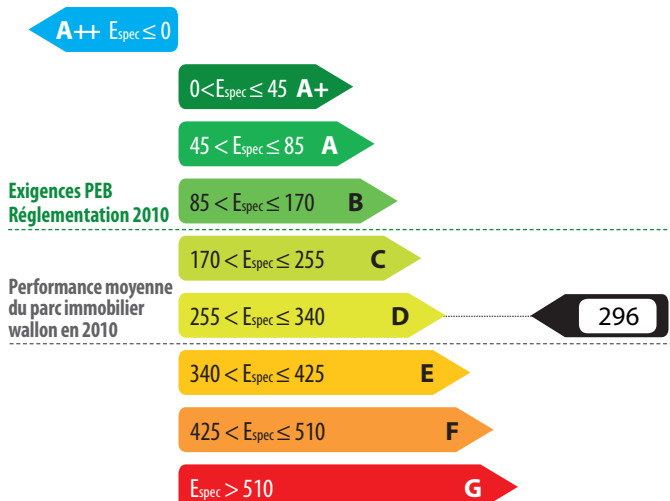 A++ Espec ≤ 0
0 < Espec ≤ 45 A+
45 < Espec ≤ 85 A
Exigences PEB
Réglementation 2010
85 < Espec ≤ 170 B
170 < Espec ≤ 255 C
Performance moyenne
du parc immobilier
wallon en 2010
255 < Espec ≤ 340 D
296
340 < Espec ≤ 425 E
425 < Espec ≤ 510 F
Espec > 510 G